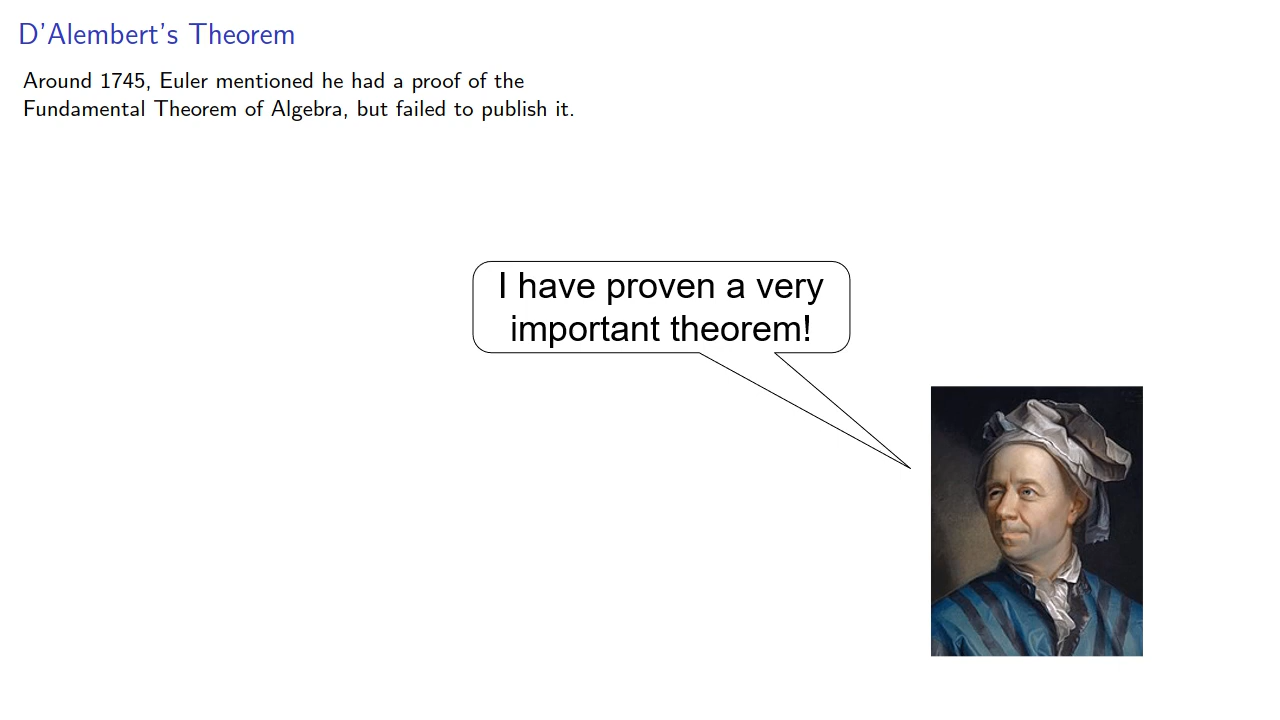 D'Alembert's Theorem
Around 1745, Euler mentioned he had a proof of the
Fundamental Theorem of Algebra, but failed to publish it.
I have proven a very
important theorem!